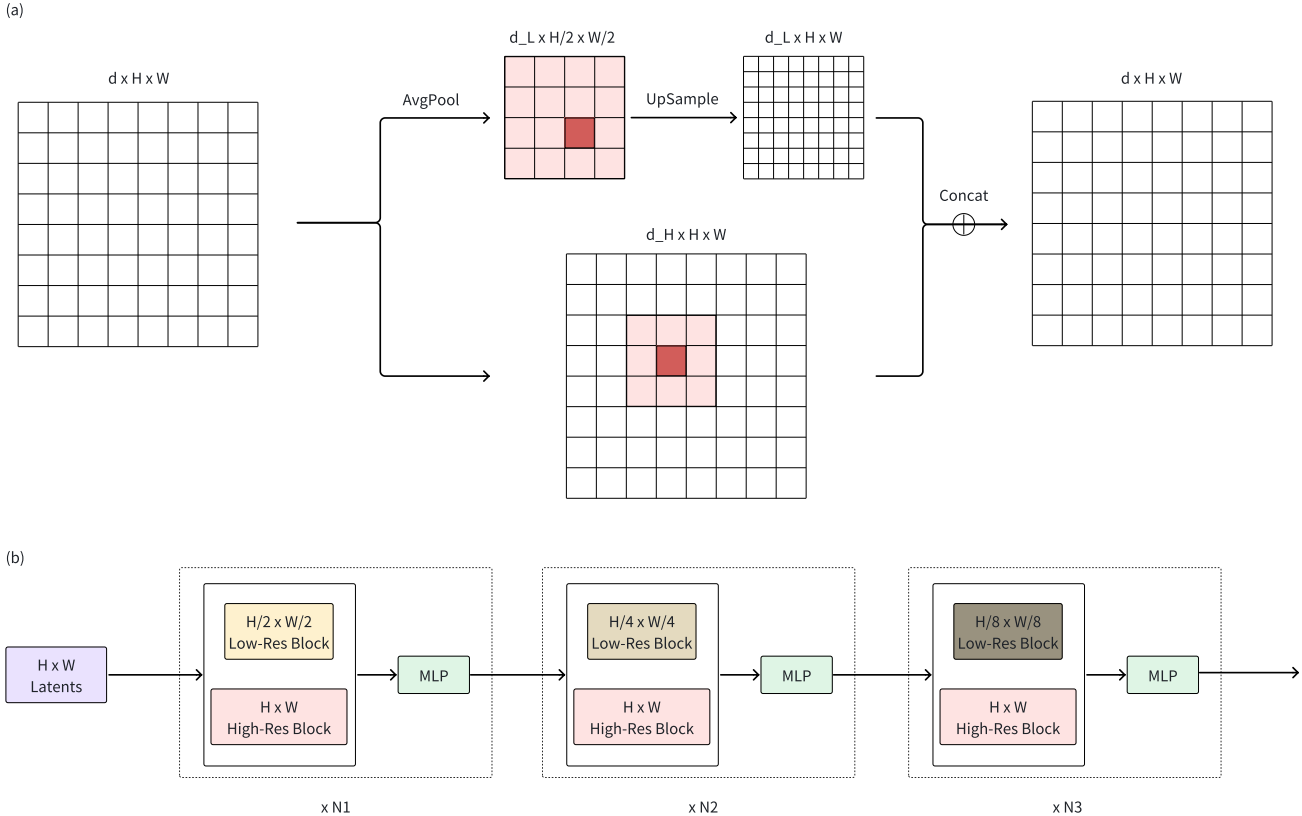 (a)
d x H x W
AvgPool
d_L x H/2 x W/2
UpSample
d_L x H x W
d_H x H x W
Concat
d x H x W
(b)
H x W
Latents
H/2 x W/2
Low-Res Block
H x W
High-Res Block
MLP
x N1
H/4 x W/4
Low-Res Block
H x W
High-Res Block
MLP
x N2
H/8 x W/8
Low-Res Block
H x W
High-Res Block
MLP
x N3